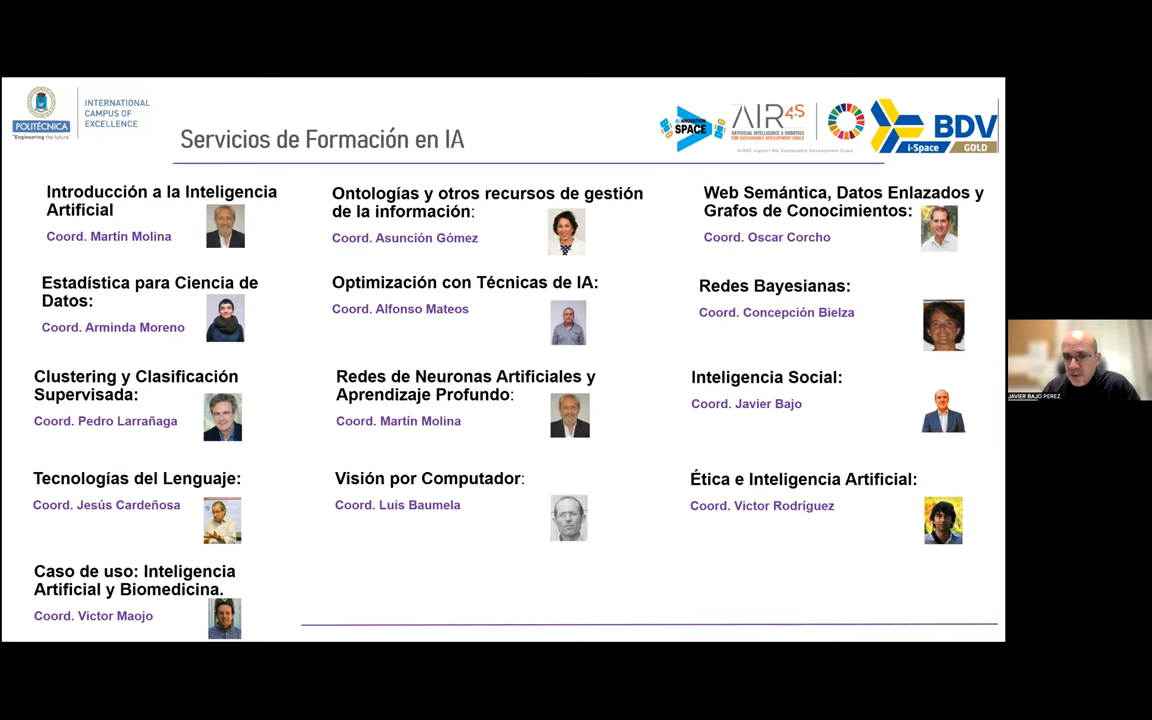 POLITÉCNICA
"Engineering the future"
INTERNATIONAL
CAMPUS OF
EXCELLENCE
Servicios de Formación en IA
SPACE
AIR4S
ARTIFICIAL INTELLIGENCE & ROBOTICS
FOR SUSTAINABLE DEVELOPMENT GOALS
AIR4S support the Sustainable Development Goals
BDV
i-Space
GOLD
Introducción a la Inteligencia
Artificial
Coord. Martín Molina
Ontologías y otros recursos de gestión
de la información:
Coord. Asunción Gómez
Web Semántica, Datos Enlazados y
Grafos de Conocimientos:
Coord. Oscar Corcho
Estadística para Ciencia de
Datos:
Coord. Arminda Moreno
Optimización con Técnicas de IA:
Coord. Alfonso Mateos
Redes Bayesianas:
Coord. Concepción Bielza
Clustering y Clasificación
Supervisada:
Coord. Pedro Larrañaga
Redes de Neuronas Artificiales y
Aprendizaje Profundo:
Coord. Martín Molina
Inteligencia Social:
Coord. Javier Bajo
JAVIER BAJO PEREZ
Tecnologías del Lenguaje:
Coord. Jesús Cardeñosa
Visión por Computador:
Coord. Luis Baumela
Ética e Inteligencia Artificial:
Coord. Victor Rodríguez
Caso de uso: Inteligencia
Artificial y Biomedicina.
Coord. Victor Maojo